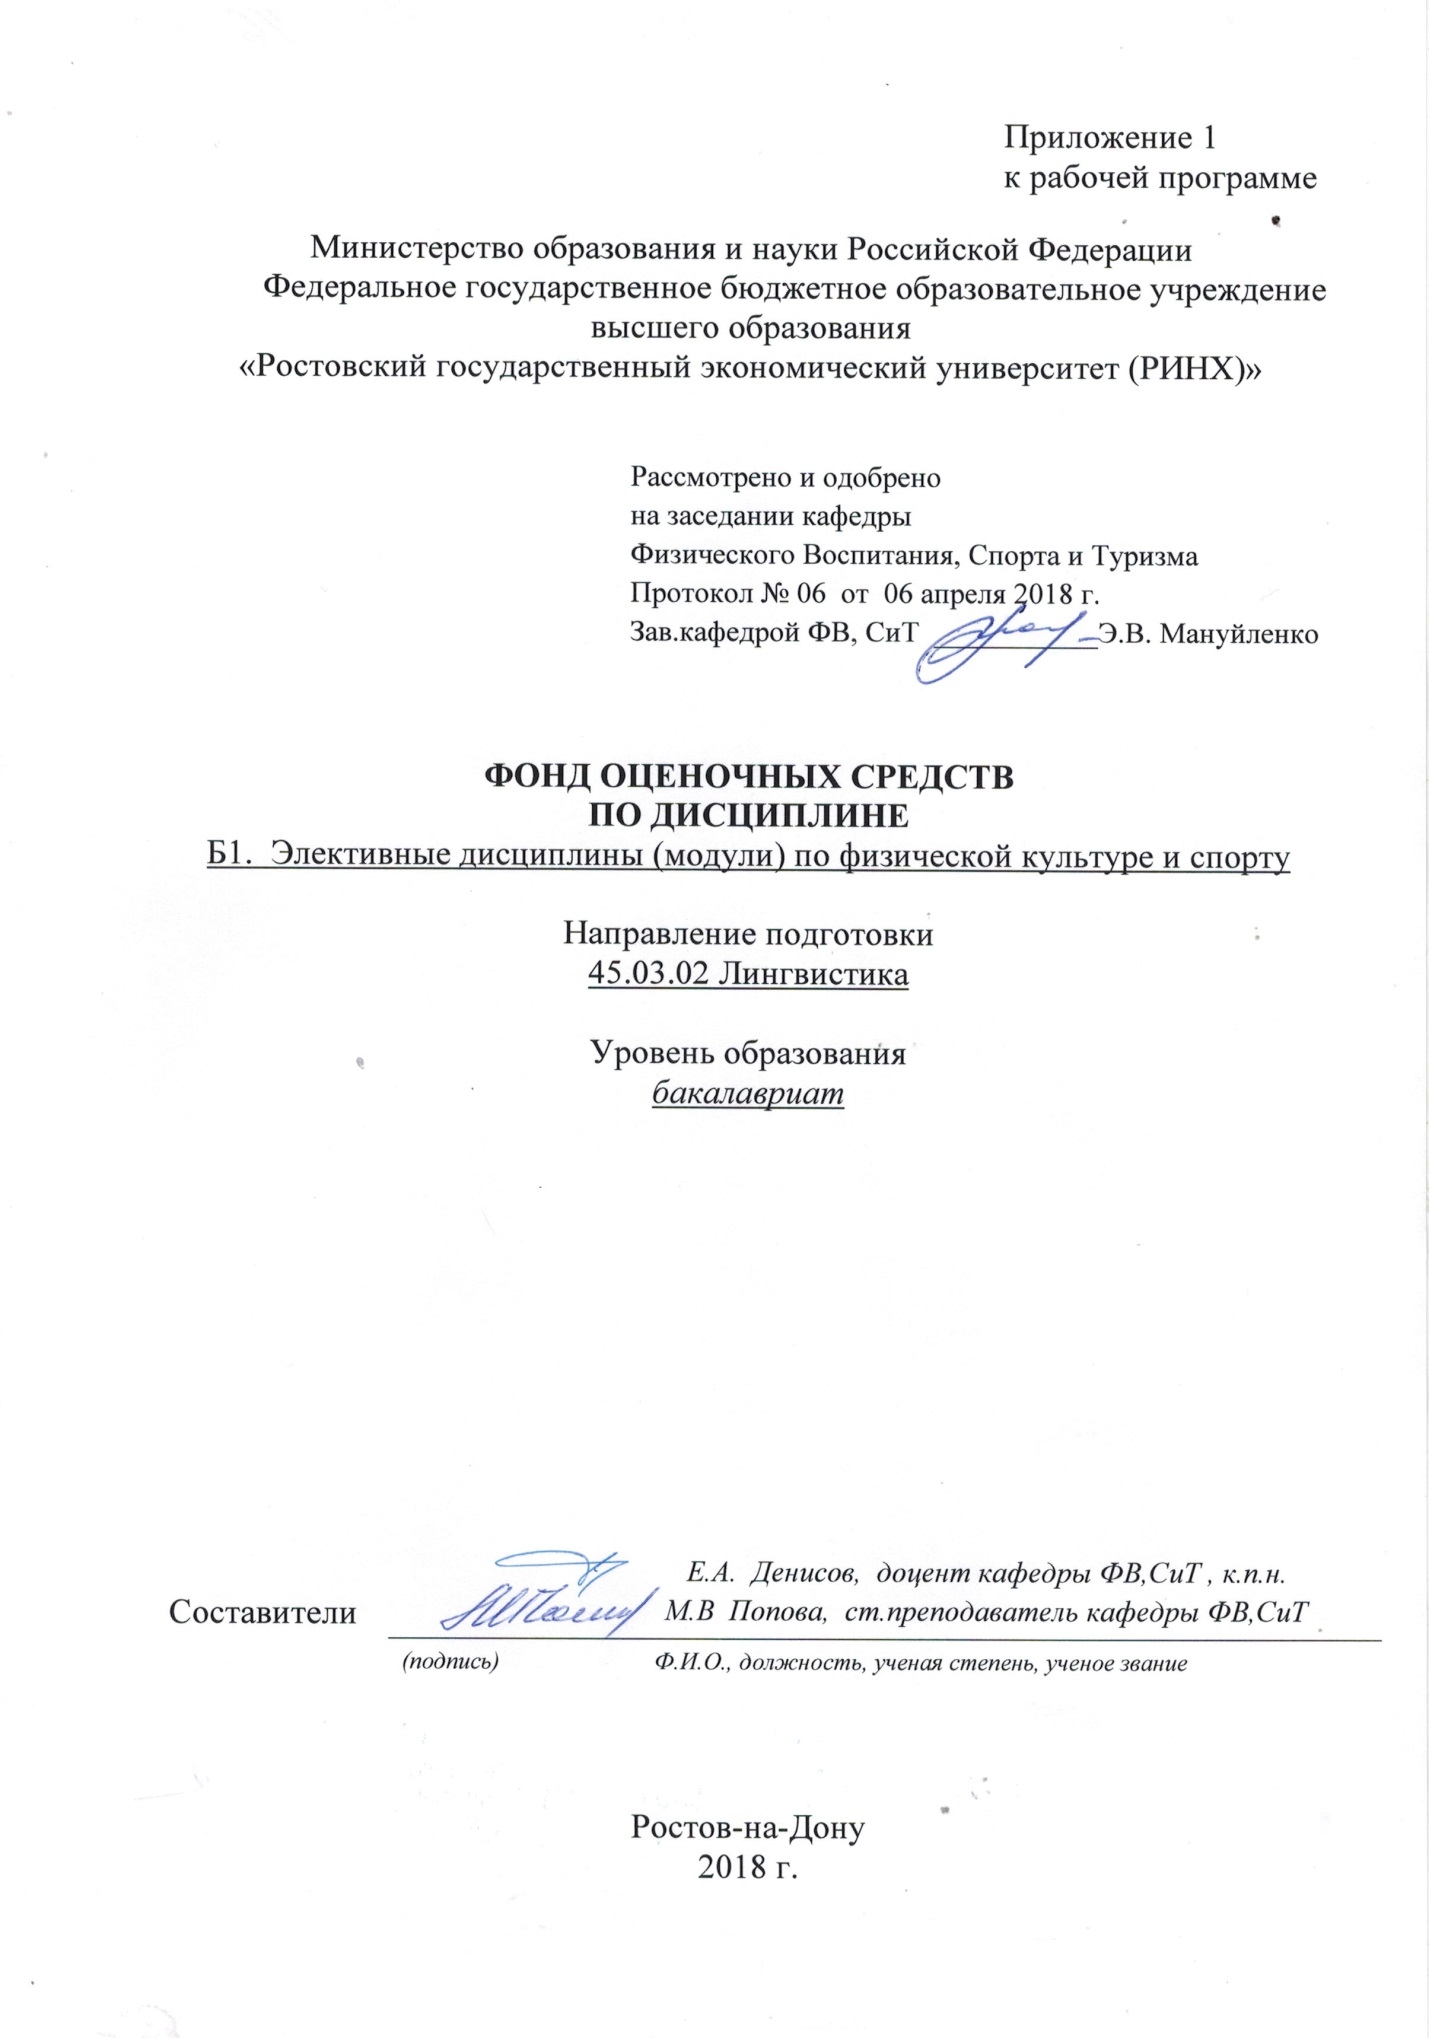 Приложение 1
к рабочей программе
Министерство образования и науки Российской Федерации
Федеральное государственное бюджетное образовательное учреждение
высшего образования
«Ростовский государственный экономический университет (РИНХ)»
Рассмотрено и одобрено
на заседании кафедры
Физического Воспитания, Спорта и Туризма
Протокол № 06 от 06 апреля 2018 г.
Зав.кафедрой ФВ, СиТ ____________Э.В. Мануйленко
ФОНД ОЦЕНОЧНЫХ СРЕДСТВ
ПО ДИСЦИПЛИНЕ
Б1. Элективные дисциплины (модули) по физической культуре и спорту
Направление подготовки
45.03.02 Лингвистика
Уровень образования
бакалавриат
Е.А. Денисов, доцент кафедры ФВ,СиТ , к.п.н.
Составители М.В Попова, ст.преподаватель кафедры ФВ,СиТ
(подпись) Ф.И.О., должность, ученая степень, ученое звание
Ростов-на-Дону
2018 г.